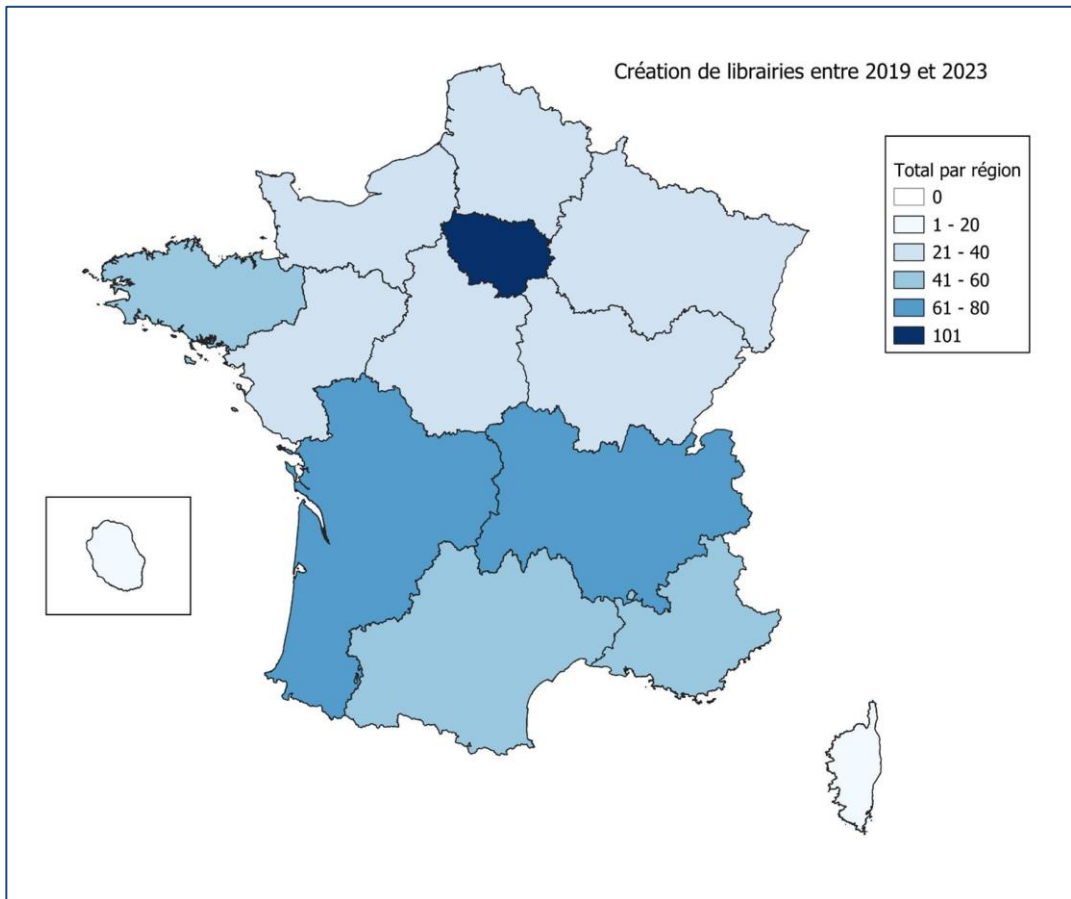 Création de librairies entre 2019 et 2023
Total par région
0
1 - 20
21 - 40
41 - 60
61 - 80
101